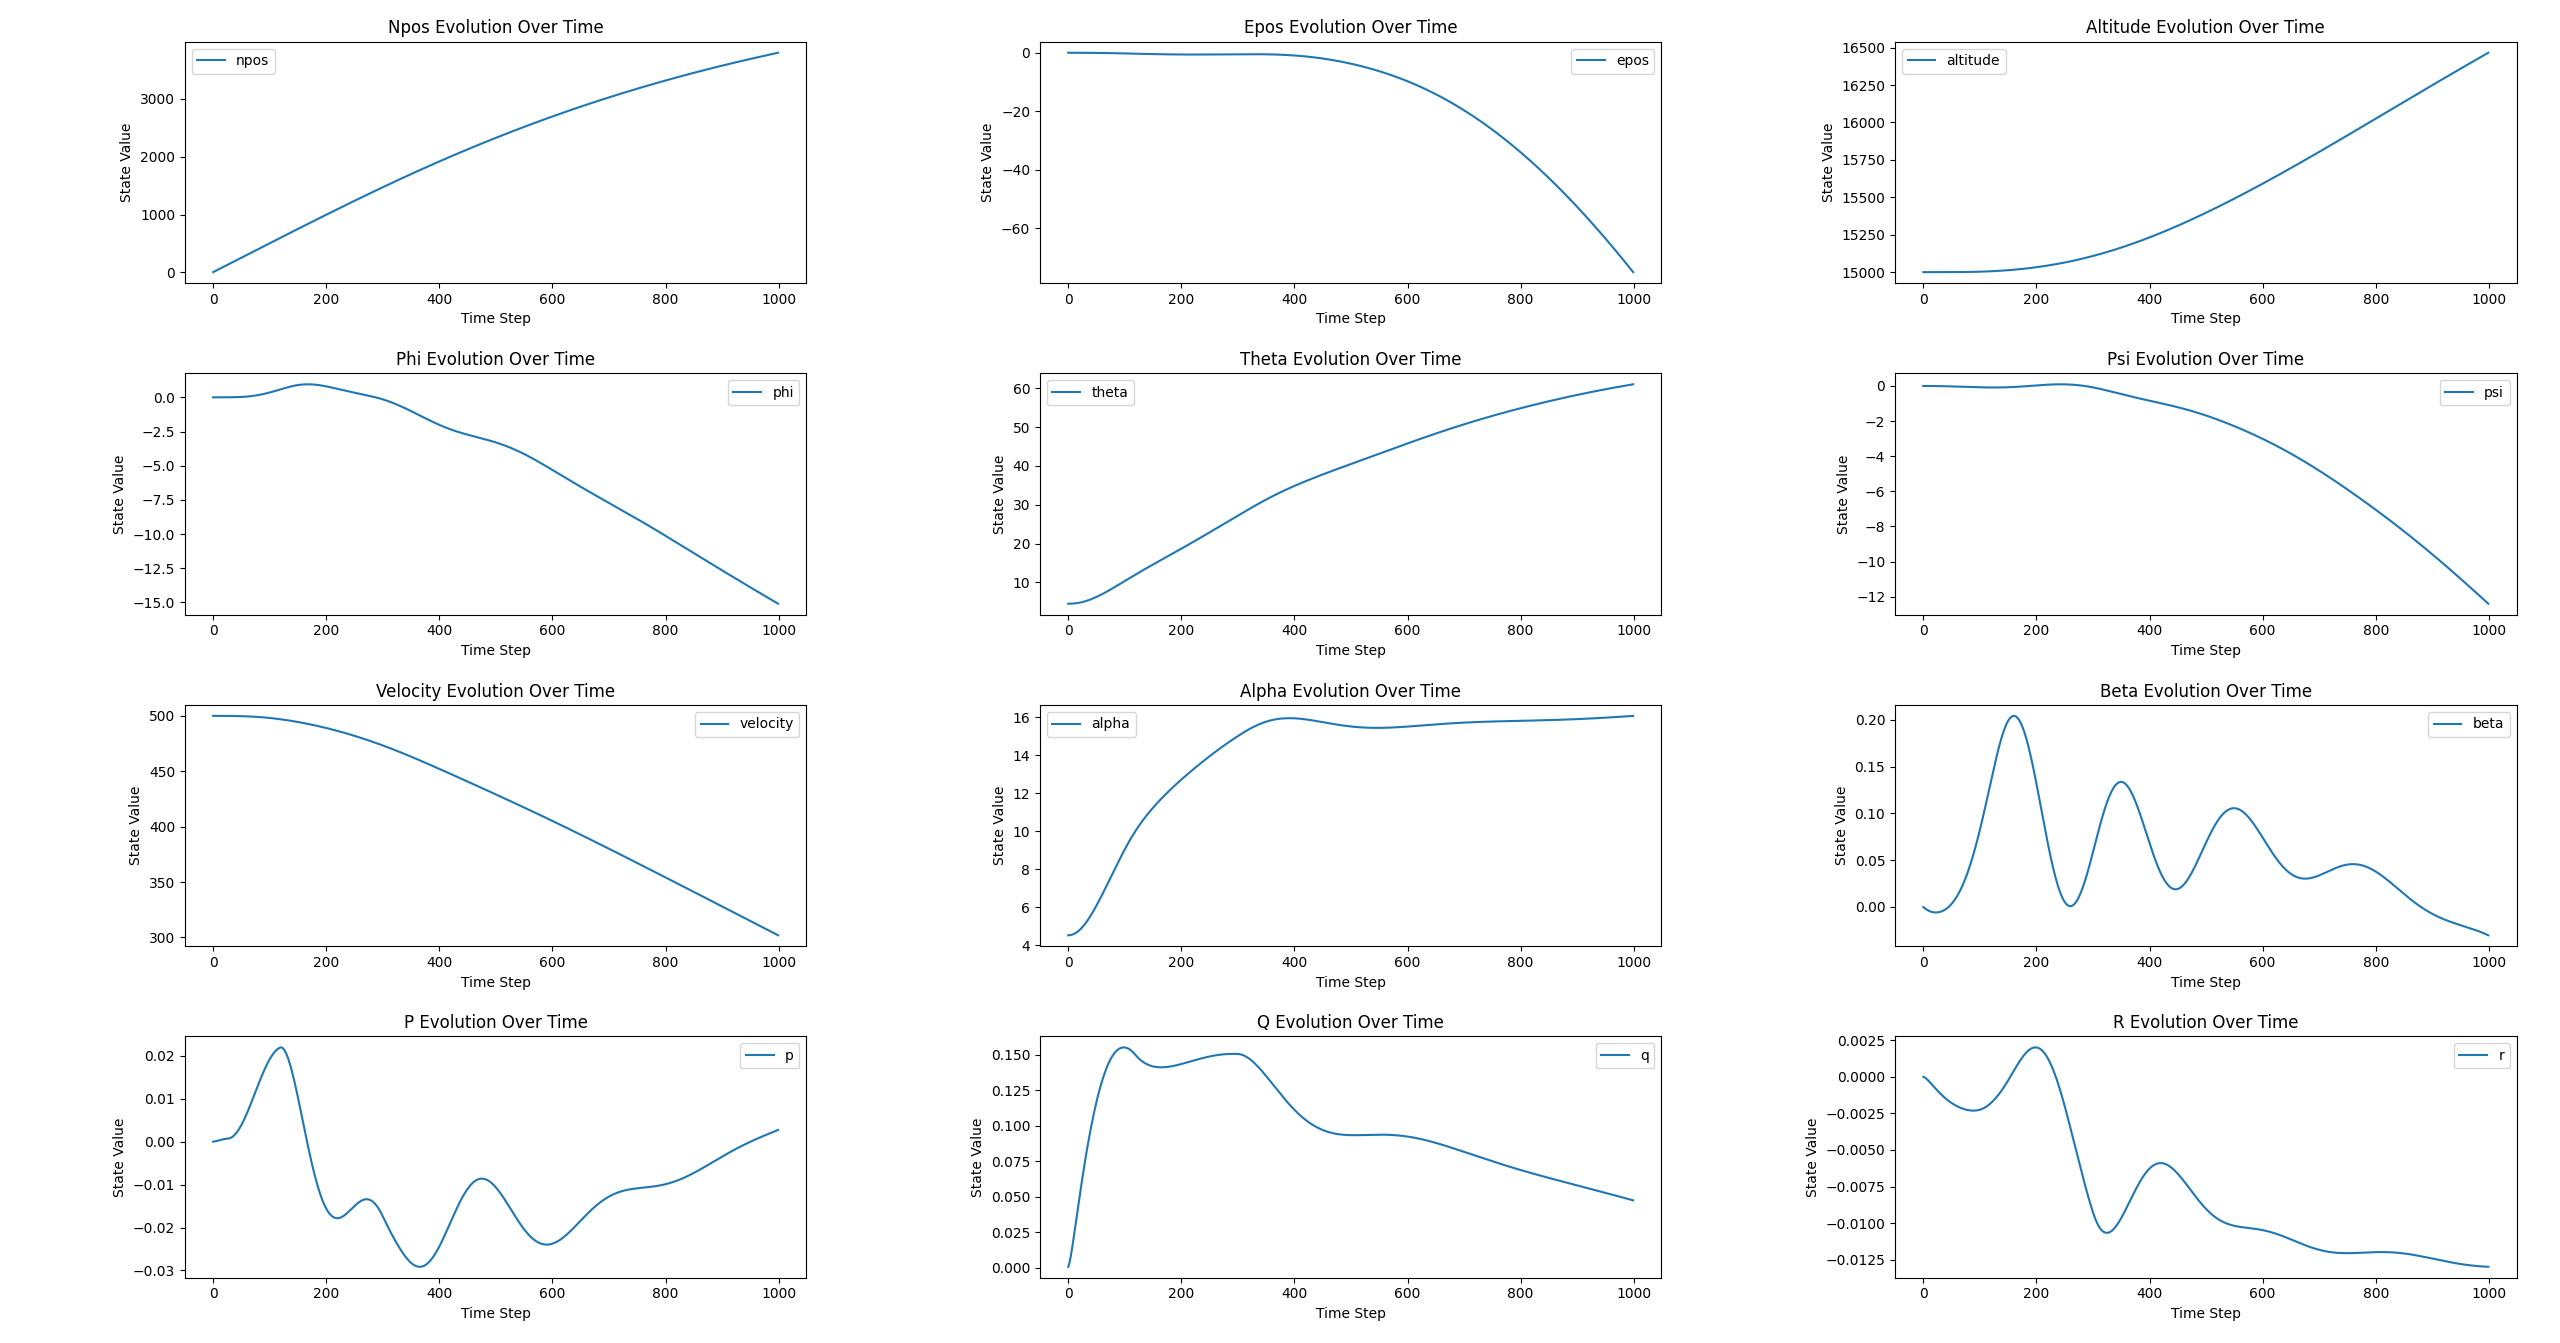 Npos Evolution Over Time
npos
State Value
3000
2000
1000
0
0 200 400 600 800 1000
Time Step
Epos Evolution Over Time
epos
State Value
0
−20
−40
−60
0 200 400 600 800 1000
Time Step
Altitude Evolution Over Time
altitude
State Value
16500
16250
16000
15750
15500
15250
15000
0 200 400 600 800 1000
Time Step
Phi Evolution Over Time
phi
State Value
0.0
−2.5
−5.0
−7.5
−10.0
−12.5
−15.0
0 200 400 600 800 1000
Time Step
Theta Evolution Over Time
theta
State Value
60
50
40
30
20
10
0 200 400 600 800 1000
Time Step
Psi Evolution Over Time
psi
State Value
0
−2
−4
−6
−8
−10
−12
0 200 400 600 800 1000
Time Step
Velocity Evolution Over Time
velocity
State Value
500
450
400
350
300
0 200 400 600 800 1000
Time Step
Alpha Evolution Over Time
alpha
State Value
16
14
12
10
8
6
4
0 200 400 600 800 1000
Time Step
Beta Evolution Over Time
beta
State Value
0.20
0.15
0.10
0.05
0.00
0 200 400 600 800 1000
Time Step
P Evolution Over Time
p
State Value
0.02
0.01
0.00
−0.01
−0.02
−0.03
0 200 400 600 800 1000
Time Step
Q Evolution Over Time
q
State Value
0.150
0.125
0.100
0.075
0.050
0.025
0.000
0 200 400 600 800 1000
Time Step
R Evolution Over Time
r
State Value
0.0025
0.0000
−0.0025
−0.0050
−0.0075
−0.0100
−0.0125
0 200 400 600 800 1000
Time Step